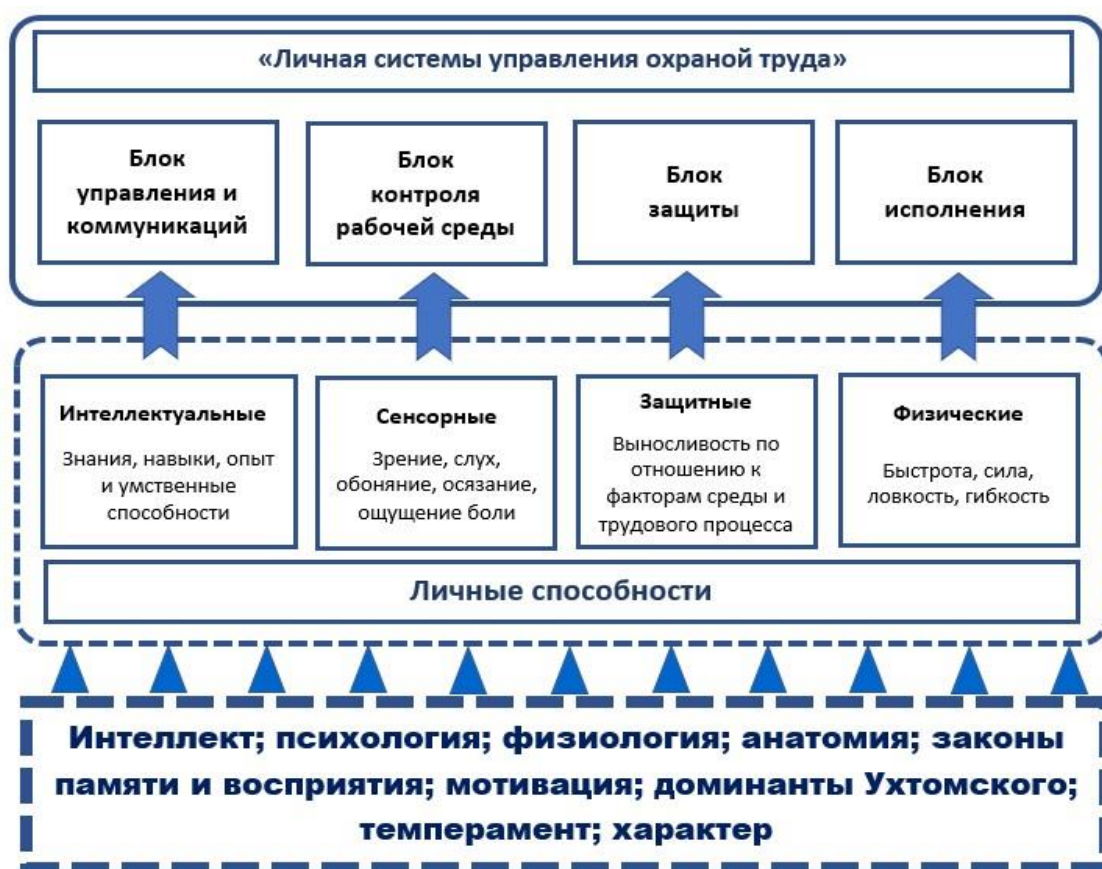 «Личная системы управления охраной труда»
Блок
управления и
коммуникаций
Блок
контроля
рабочей среды
Блок
защиты
Блок
исполнения
Интеллектуальные
Знания, навыки, опыт
и умственные
способности
Сенсорные
Зрение, слух,
обоняние, осязание,
ощущение боли
Защитные
Выносливость по
отношению к
факторам среды и
трудового процесса
Физические
Быстрота, сила,
ловкость, гибкость
Личные способности
Интеллект; психология; физиология; анатомия; законы
памяти и восприятия; мотивация; доминанты Ухтомского;
темперамент; характер